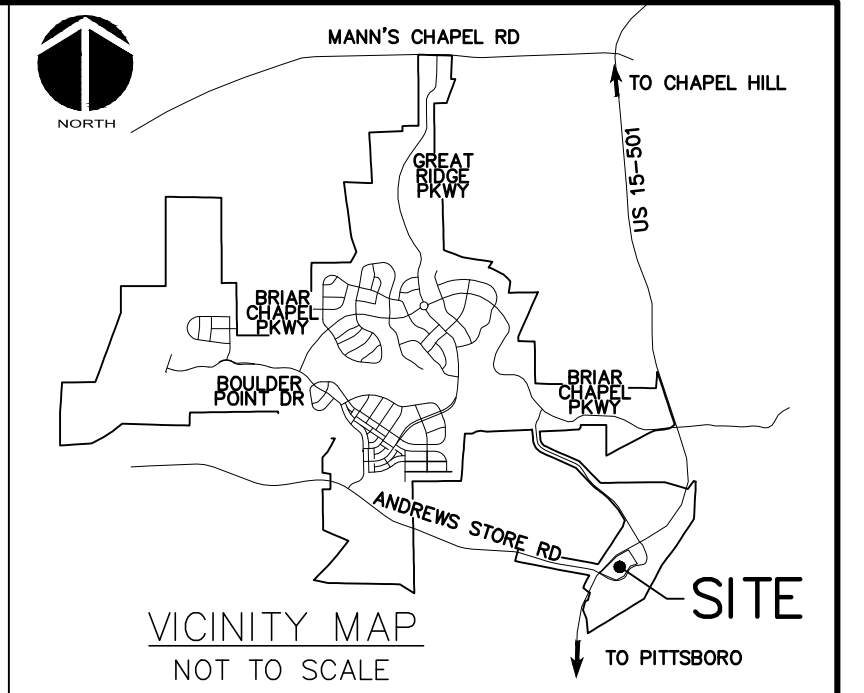 MANN'S CHAPEL RD
NORTH
TO CHAPEL HILL
US 15-501
GREAT
RIDGE
PKWY
BRIAR
CHAPEL
PKWY
BOULDER
POINT DR
BRIAR
CHAPEL
PKWY
ANDREWS STORE RD
SITE
VICINITY MAP
NOT TO SCALE
TO PITTSBORO